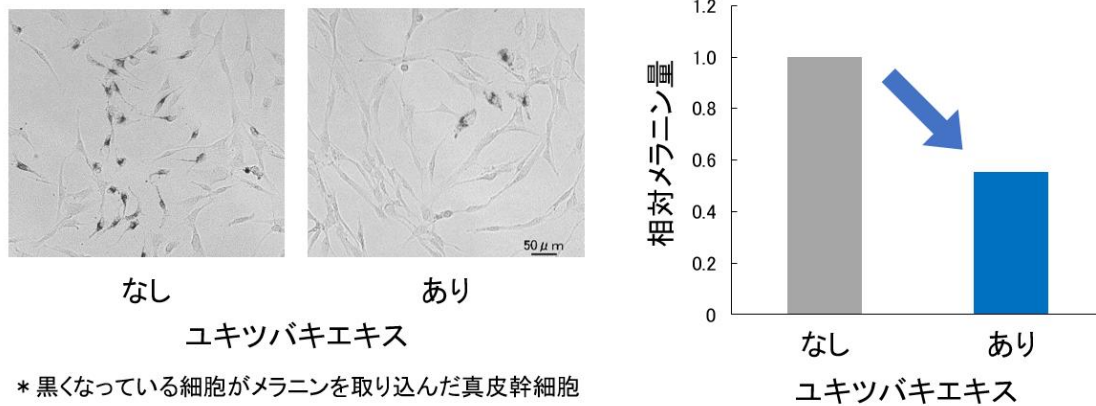 50μm
なし
あり
ユキツバキエキス
*黒くなっている細胞がメラニンを取り込んだ真皮幹細胞
相対メラニン量
1.2
1.0
0.8
0.6
0.4
0.2
0
なし
あり
ユキツバキエキス